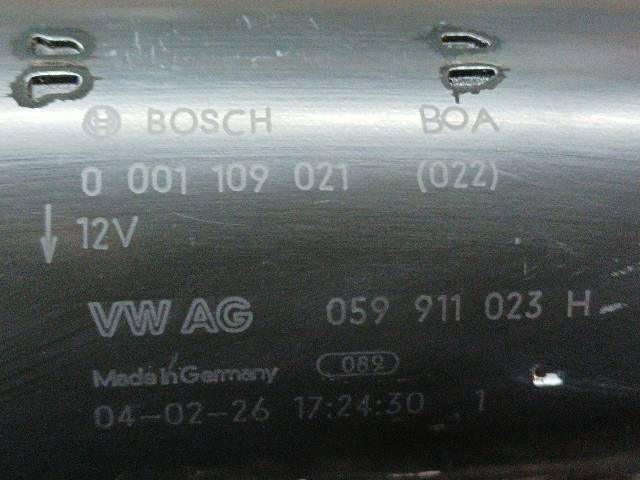 BOSCH BOA
0 001 109 021 (022)
12V
VW AG 059 911 023 H
Made In Germany 089
04-02-26 17:24:30 1